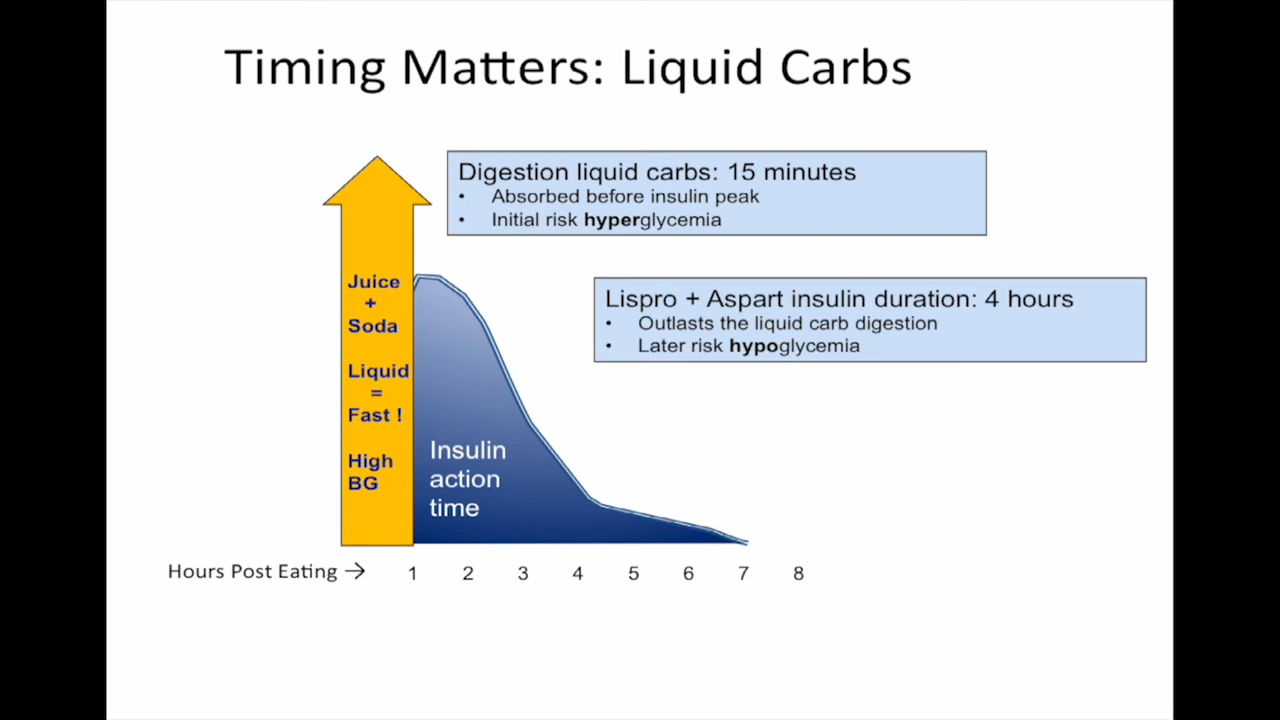 Timing Matters: Liquid Carbs
Digestion liquid carbs: 15 minutes
• Absorbed before insulin peak
• Initial risk hyperglycemia
Lispro + Aspart insulin duration: 4 hours
• Outlasts the liquid carb digestion
• Later risk hypoglycemia
Juice
+
Soda
Liquid
=
Fast !
High
BG
Insulin
action
time
Hours Post Eating → 1 2 3 4 5 6 7 8